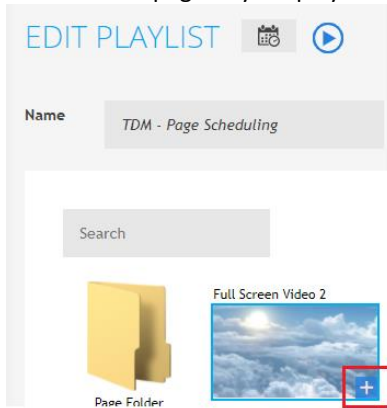 EDIT PLAYLIST
Name
TDM - Page Scheduling
Search
Full Screen Video 2
Page Folder